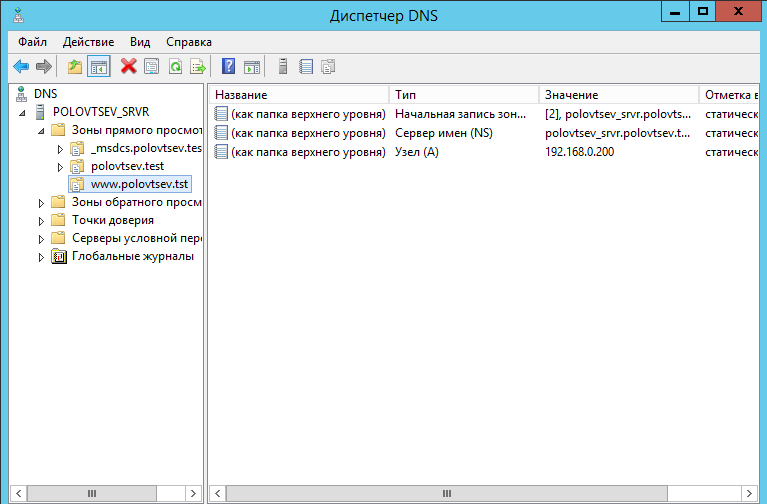 Диспетчер DNS
Файл Действие Вид Справка
DNS
POLOVTSEV_SRVR
Зоны прямого просмот
_msdcs.polovtsev.tes
polovtsev.test
www.polovtsev.tst
Зоны обратного просм
Точки доверия
Серверы условной пер
Глобальные журналы
Название Тип Значение Отметка в
(как папка верхнего уровня) Начальная запись зон... [2], polovtsev_srvr.polovts... статическ
(как папка верхнего уровня) Сервер имен (NS) polovtsev_srvr.polovtsev.t... статическ
(как папка верхнего уровня) Узел (A) 192.168.0.200 статическ